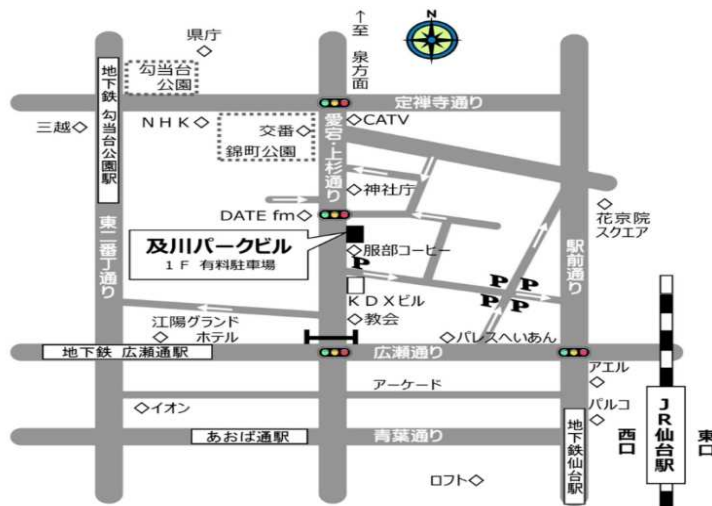 県庁
↑至 泉方面
N
勾当台
公園
地下鉄 勾当台公園駅
定禅寺通り
三越
NHK
交番
錦町公園
CATV
愛宕・上杉通り
神社庁
DATE fm
花京院
スクエア
及川パークビル
1F 有料駐車場
服部コーヒー
P
東二番丁通り
駅前通り
P P
P P
KDXビル
教会
江陽グランド
ホテル
パレスへいあん
地下鉄 広瀬通駅
広瀬通り
アエル
アーケード
パルコ
イオン
あおば通駅
青葉通り
地下鉄仙台駅
西口
JR仙台駅
東口
ロフト